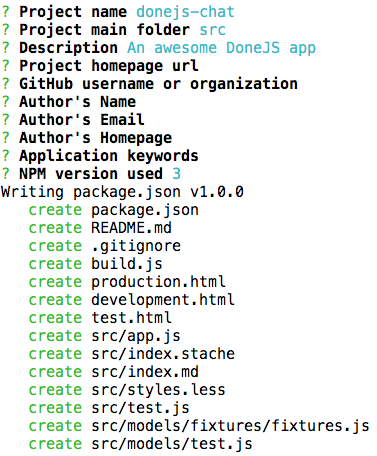 ? Project name donejs-chat
? Project main folder src
? Description An awesome DoneJS app
? Project homepage url
? GitHub username or organization
? Author's Name
? Author's Email
? Author's Homepage
? Application keywords
? NPM version used 3
Writing package.json v1.0.0
create package.json
create README.md
create .gitignore
create build.js
create production.html
create development.html
create test.html
create src/app.js
create src/index.stache
create src/index.md
create src/styles.less
create src/test.js
create src/models/fixtures/fixtures.js
create src/models/test.js